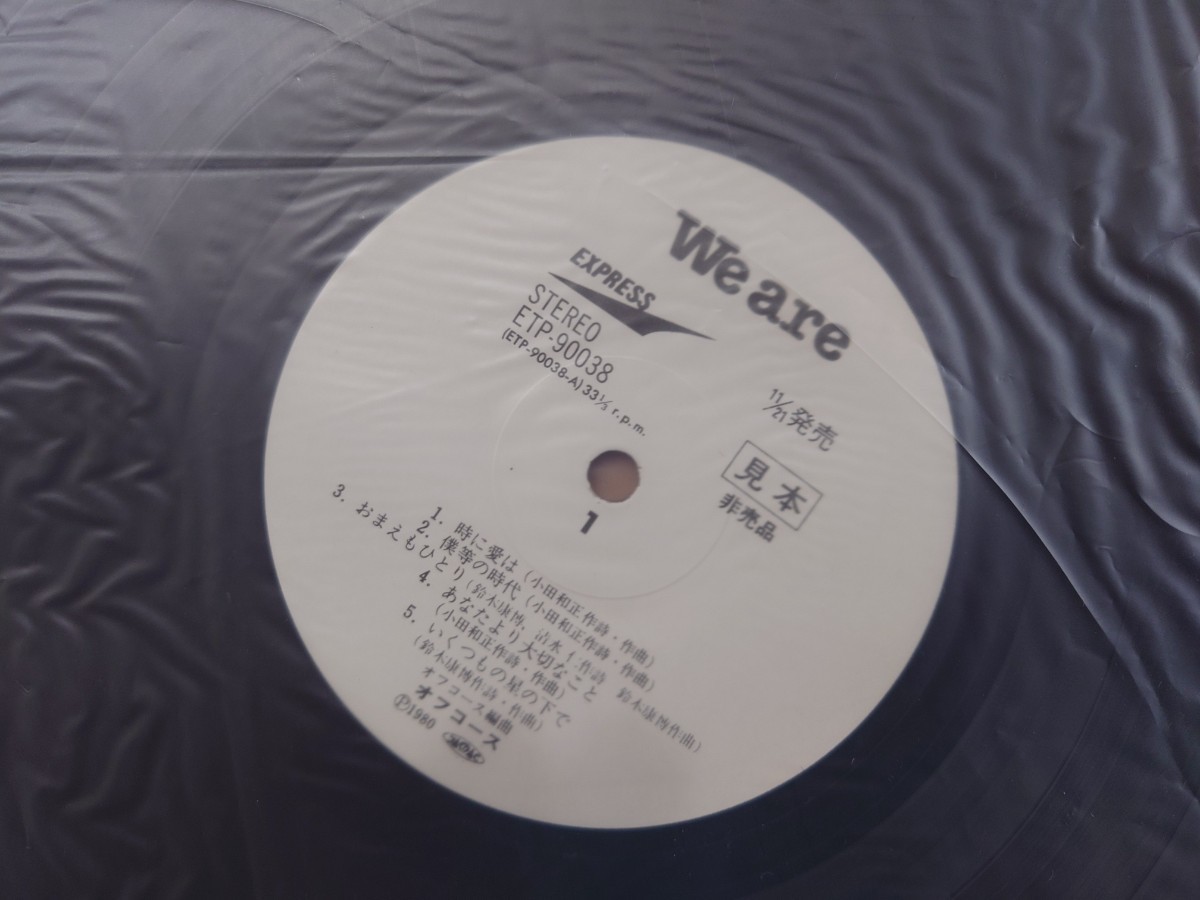 We are
EXPRESS
STEREO
ETP-90038
(ETP-90038-A) 33⅓ r.p.m.
11/21発売
見本
非売品
1
1. 時に愛は (小田和正作詩・作曲)
2. 僕等の時代 (小田和正作詩・作曲)
3. おまえもひとり (鈴木康博, 清水 作詩 鈴木康博作曲)
4. あなたより大切なこと
(小田和正作詩・作曲)
5. いくつもの星の下で
(鈴木康博作詩・作曲)
オフコース編曲
オフコース
Ⓟ1980